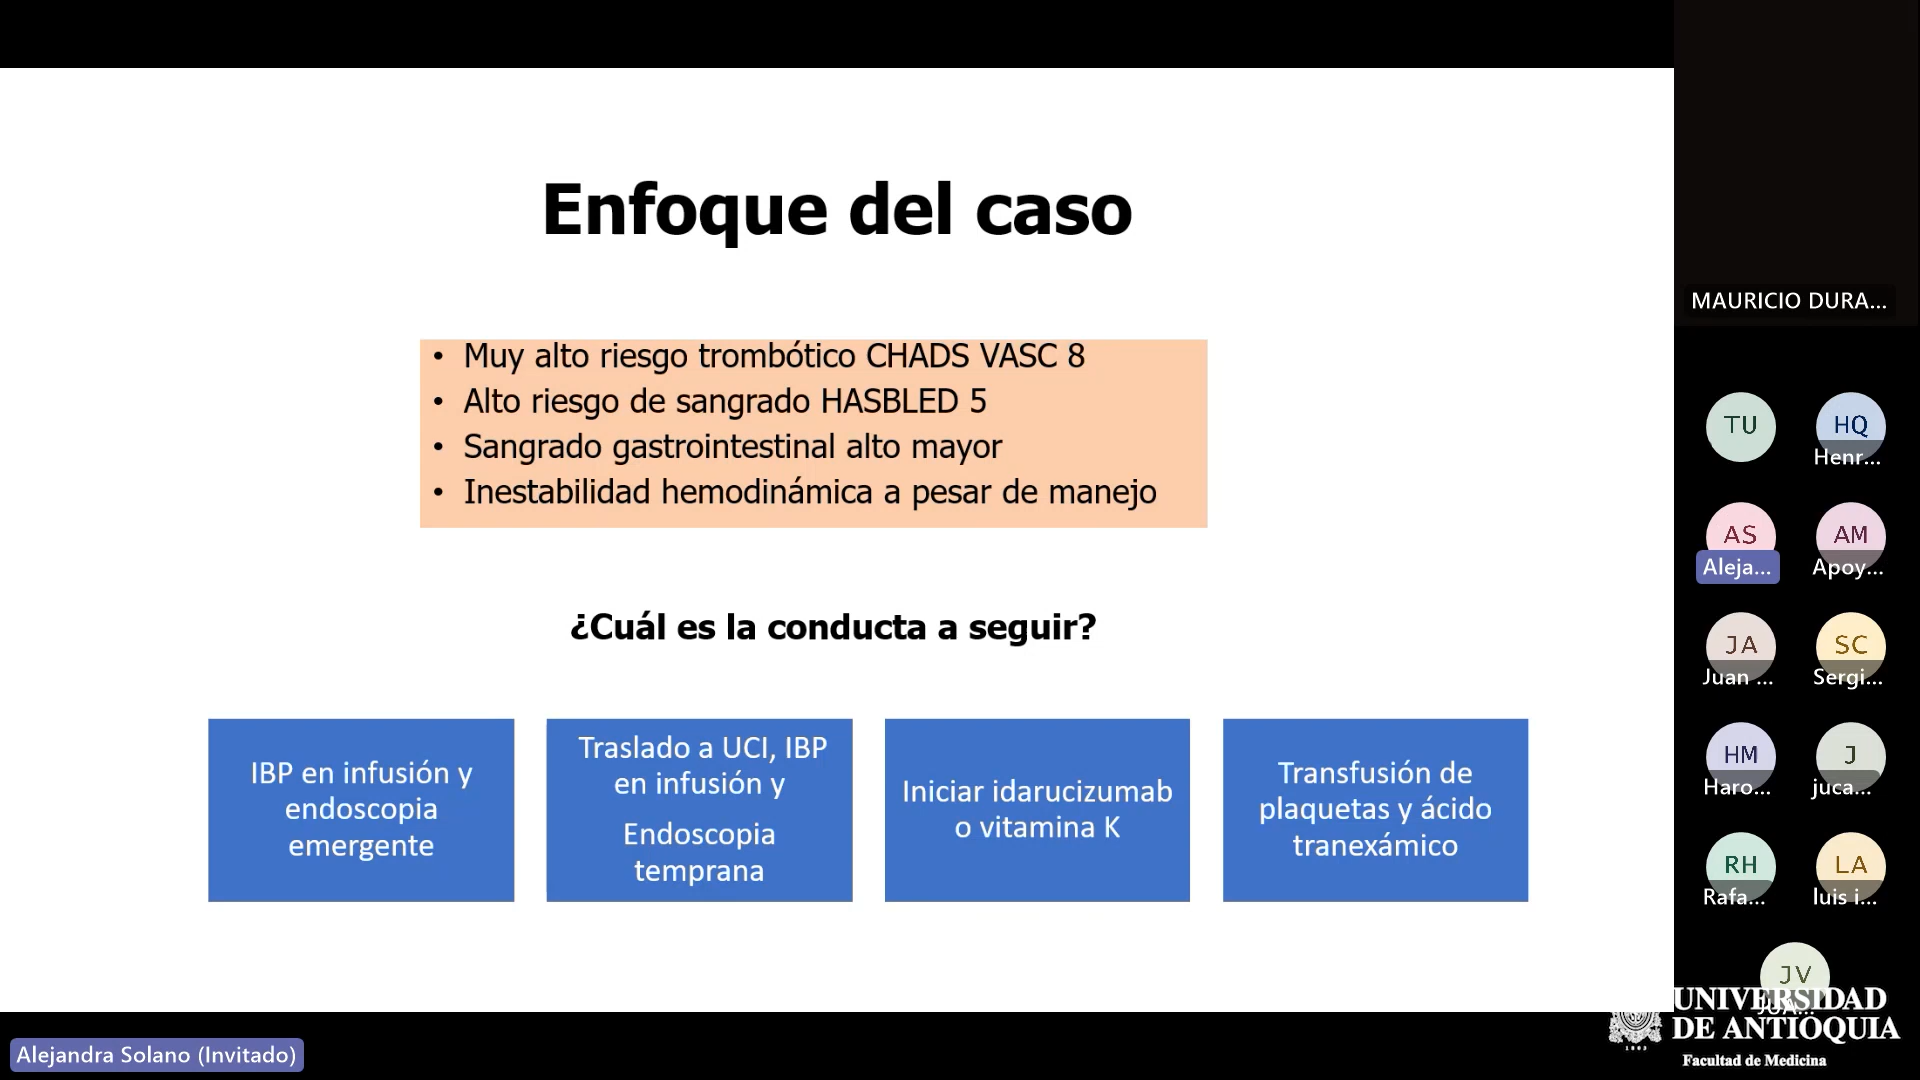 Enfoque del caso
• Muy alto riesgo trombótico CHADS VASC 8
• Alto riesgo de sangrado HASBLED 5
• Sangrado gastrointestinal alto mayor
• Inestabilidad hemodinámica a pesar de manejo
¿Cuál es la conducta a seguir?
IBP en infusión y
endoscopia
emergente
Traslado a UCI, IBP
en infusión y
Endoscopia
temprana
Iniciar idarucizumab
o vitamina K
Transfusión de
plaquetas y ácido
tranexámico
MAURICIO DURA...
TU
HQ
Henr...
AS
Aleja...
AM
Apoy...
JA
Juan ...
SC
Sergi...
HM
Haro...
J
juca...
RH
Rafa...
LA
luis i...
JV
UNIVERSIDAD
DE ANTIOQUIA
1803
Facultad de Medicina
Alejandra Solano (Invitado)